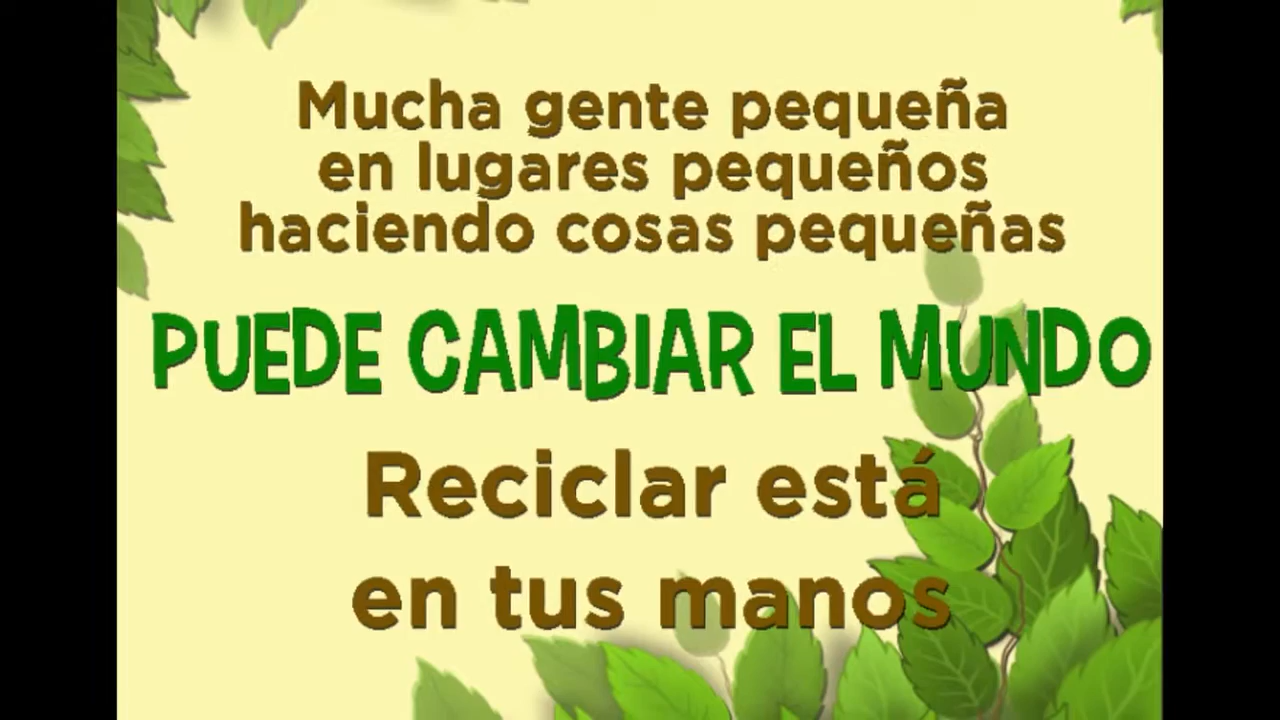 Mucha gente pequeña
en lugares pequeños
haciendo cosas pequeñas
PUEDE CAMBIAR EL MUNDO
Reciclar está
en tus manos